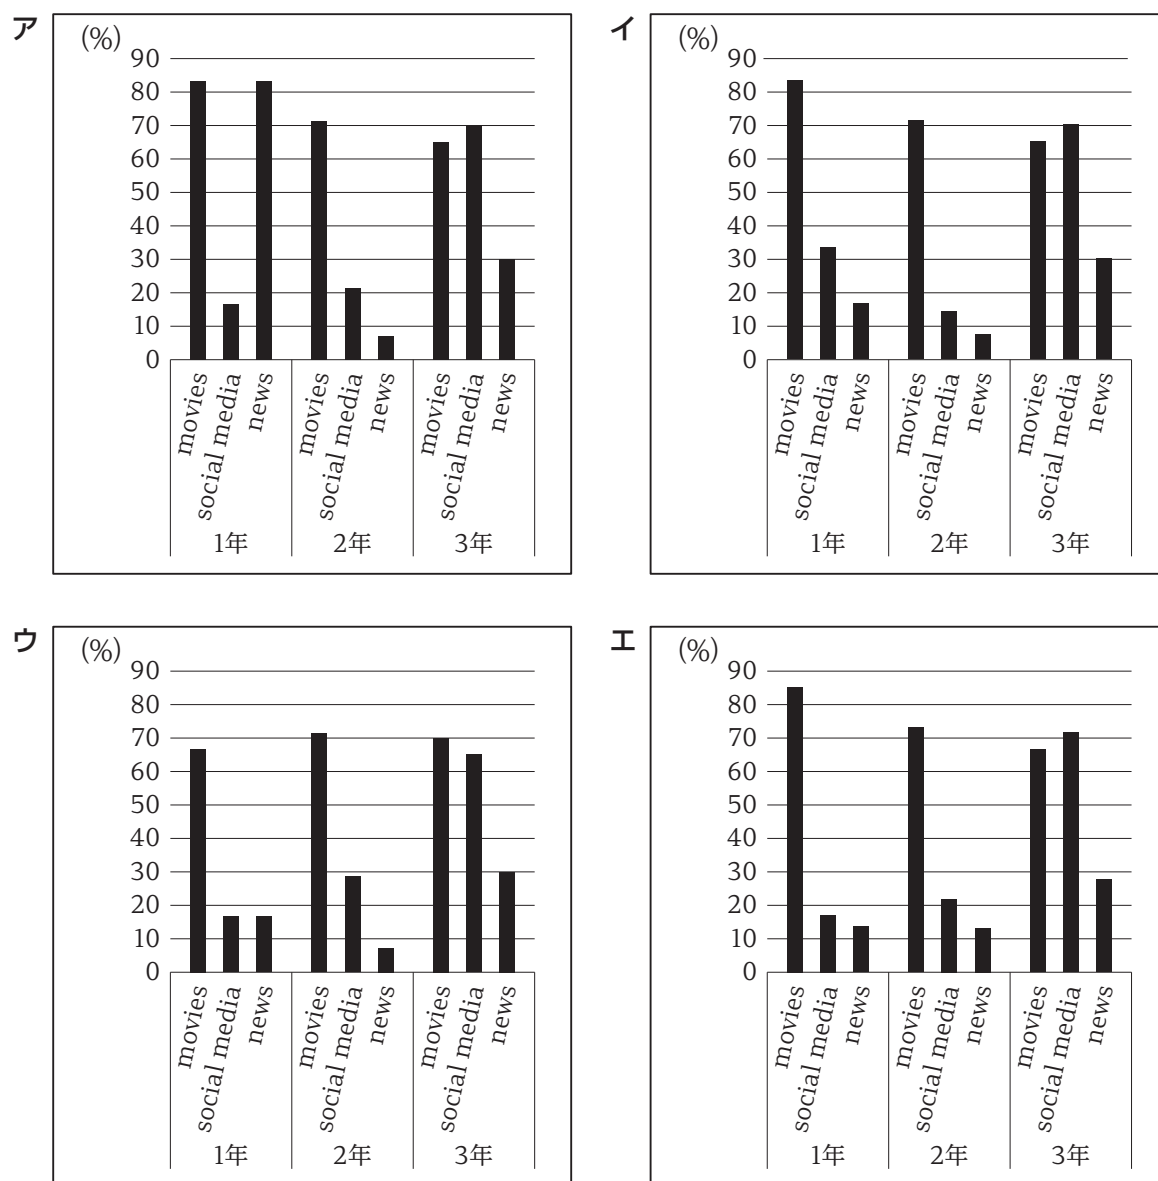 ア
(%)
90
80
70
60
50
40
30
20
10
0
movies
social media
news
movies
social media
news
movies
social media
news
1年 2年 3年
イ
(%)
90
80
70
60
50
40
30
20
10
0
movies
social media
news
movies
social media
news
movies
social media
news
1年 2年 3年
ウ
(%)
90
80
70
60
50
40
30
20
10
0
movies
social media
news
movies
social media
news
movies
social media
news
1年 2年 3年
エ
(%)
90
80
70
60
50
40
30
20
10
0
movies
social media
news
movies
social media
news
movies
social media
news
1年 2年 3年